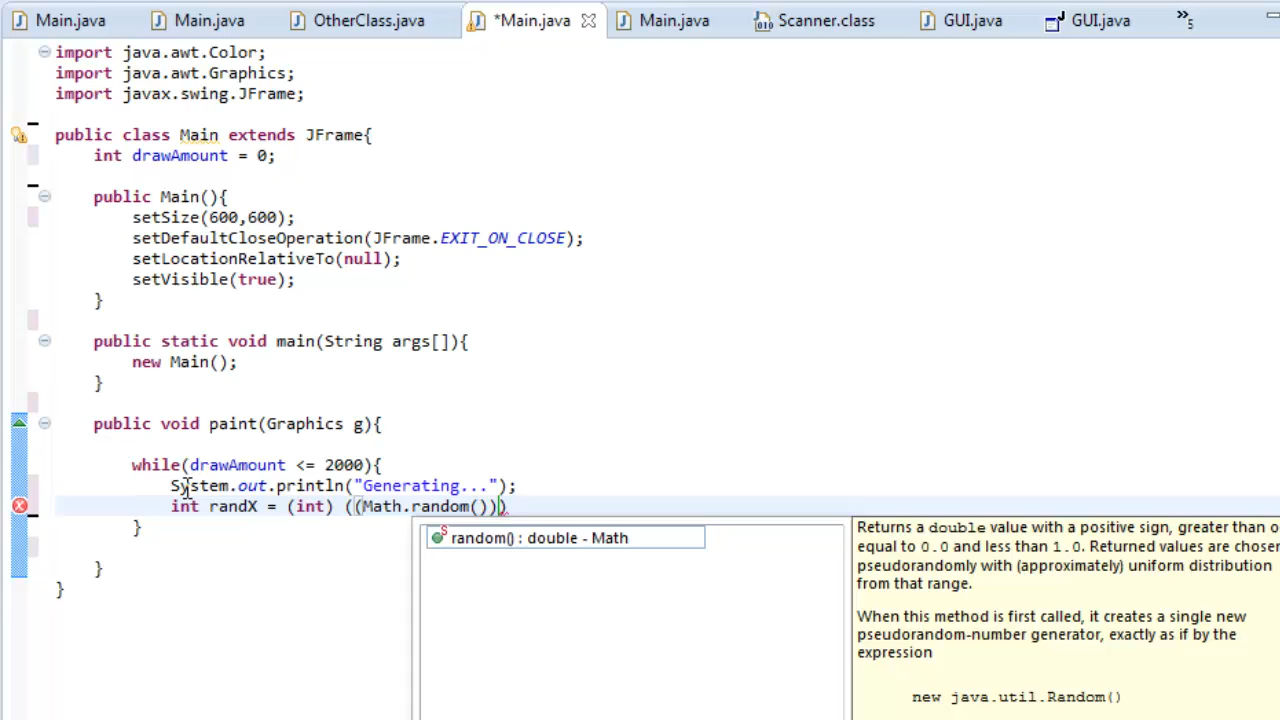 Main.java Main.java OtherClass.java *Main.java Main.java Scanner.class GUI.java GUI.java »5
import java.awt.Color;
import java.awt.Graphics;
import javax.swing.JFrame;
public class Main extends JFrame{
int drawAmount = 0;
public Main(){
setSize(600,600);
setDefaultCloseOperation(JFrame.EXIT_ON_CLOSE);
setLocationRelativeTo(null);
setVisible(true);
}
public static void main(String args[]){
new Main();
}
public void paint(Graphics g){
while(drawAmount <= 2000){
System.out.println("Generating...");
int randX = (int) ((Math.random()))
}
}
}
random() : double - Math
Returns a double value with a positive sign, greater than o
equal to 0.0 and less than 1.0. Returned values are chosen
pseudorandomly with (approximately) uniform distribution
from that range.
When this method is first called, it creates a single new
pseudorandom-number generator, exactly as if by the
expression
new java.util.Random()